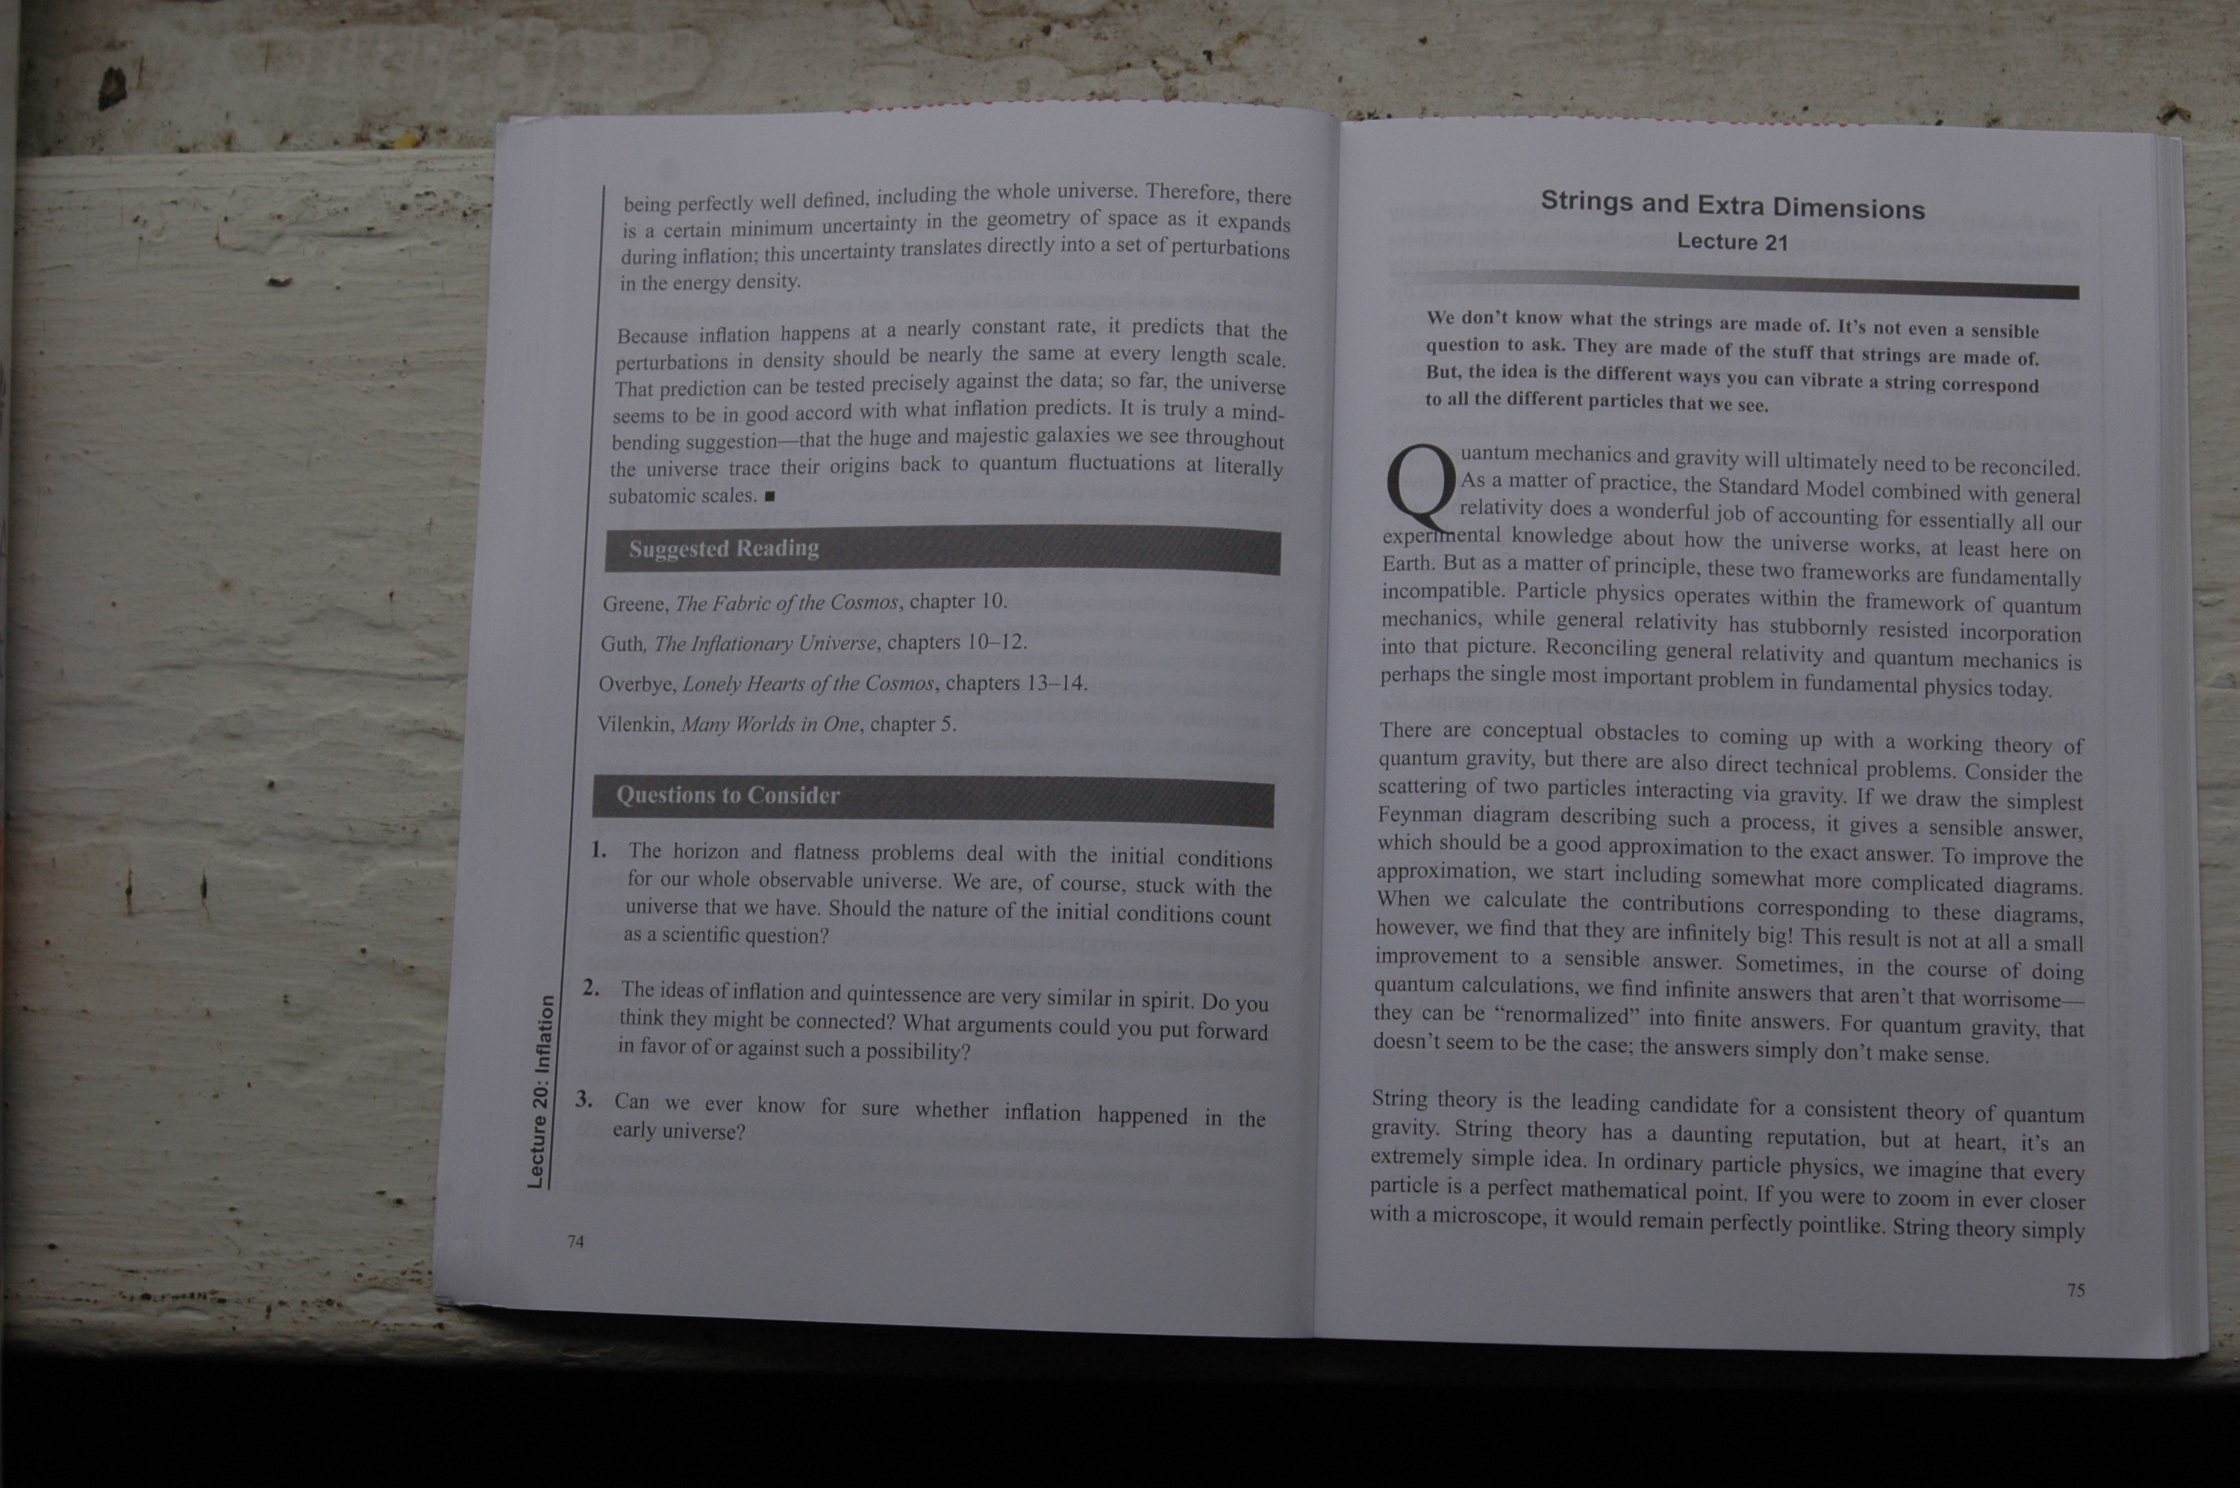 being perfectly well defined, including the whole universe. Therefore, there
is a certain minimum uncertainty in the geometry of space as it expands
during inflation; this uncertainty translates directly into a set of perturbations
in the energy density.
Because inflation happens at a nearly constant rate, it predicts that the
perturbations in density should be nearly the same at every length scale.
That prediction can be tested precisely against the data; so far, the universe
seems to be in good accord with what inflation predicts. It is truly a mind-
bending suggestion—that the huge and majestic galaxies we see throughout
the universe trace their origins back to quantum fluctuations at literally
subatomic scales. ■
Suggested Reading
Greene, The Fabric of the Cosmos, chapter 10.
Guth, The Inflationary Universe, chapters 10–12.
Overbye, Lonely Hearts of the Cosmos, chapters 13–14.
Vilenkin, Many Worlds in One, chapter 5.
Questions to Consider
1. The horizon and flatness problems deal with the initial conditions
for our whole observable universe. We are, of course, stuck with the
universe that we have. Should the nature of the initial conditions count
as a scientific question?
2. The ideas of inflation and quintessence are very similar in spirit. Do you
think they might be connected? What arguments could you put forward
in favor of or against such a possibility?
3. Can we ever know for sure whether inflation happened in the
early universe?
Lecture 20: Inflation
74
Strings and Extra Dimensions
Lecture 21
We don't know what the strings are made of. It's not even a sensible
question to ask. They are made of the stuff that strings are made of.
But, the idea is the different ways you can vibrate a string correspond
to all the different particles that we see.
Quantum mechanics and gravity will ultimately need to be reconciled.
As a matter of practice, the Standard Model combined with general
relativity does a wonderful job of accounting for essentially all our
experimental knowledge about how the universe works, at least here on
Earth. But as a matter of principle, these two frameworks are fundamentally
incompatible. Particle physics operates within the framework of quantum
mechanics, while general relativity has stubbornly resisted incorporation
into that picture. Reconciling general relativity and quantum mechanics is
perhaps the single most important problem in fundamental physics today.
There are conceptual obstacles to coming up with a working theory of
quantum gravity, but there are also direct technical problems. Consider the
scattering of two particles interacting via gravity. If we draw the simplest
Feynman diagram describing such a process, it gives a sensible answer,
which should be a good approximation to the exact answer. To improve the
approximation, we start including somewhat more complicated diagrams.
When we calculate the contributions corresponding to these diagrams,
however, we find that they are infinitely big! This result is not at all a small
improvement to a sensible answer. Sometimes, in the course of doing
quantum calculations, we find infinite answers that aren't that worrisome—
they can be "renormalized" into finite answers. For quantum gravity, that
doesn't seem to be the case; the answers simply don't make sense.
String theory is the leading candidate for a consistent theory of quantum
gravity. String theory has a daunting reputation, but at heart, it's an
extremely simple idea. In ordinary particle physics, we imagine that every
particle is a perfect mathematical point. If you were to zoom in ever closer
with a microscope, it would remain perfectly pointlike. String theory simply
75